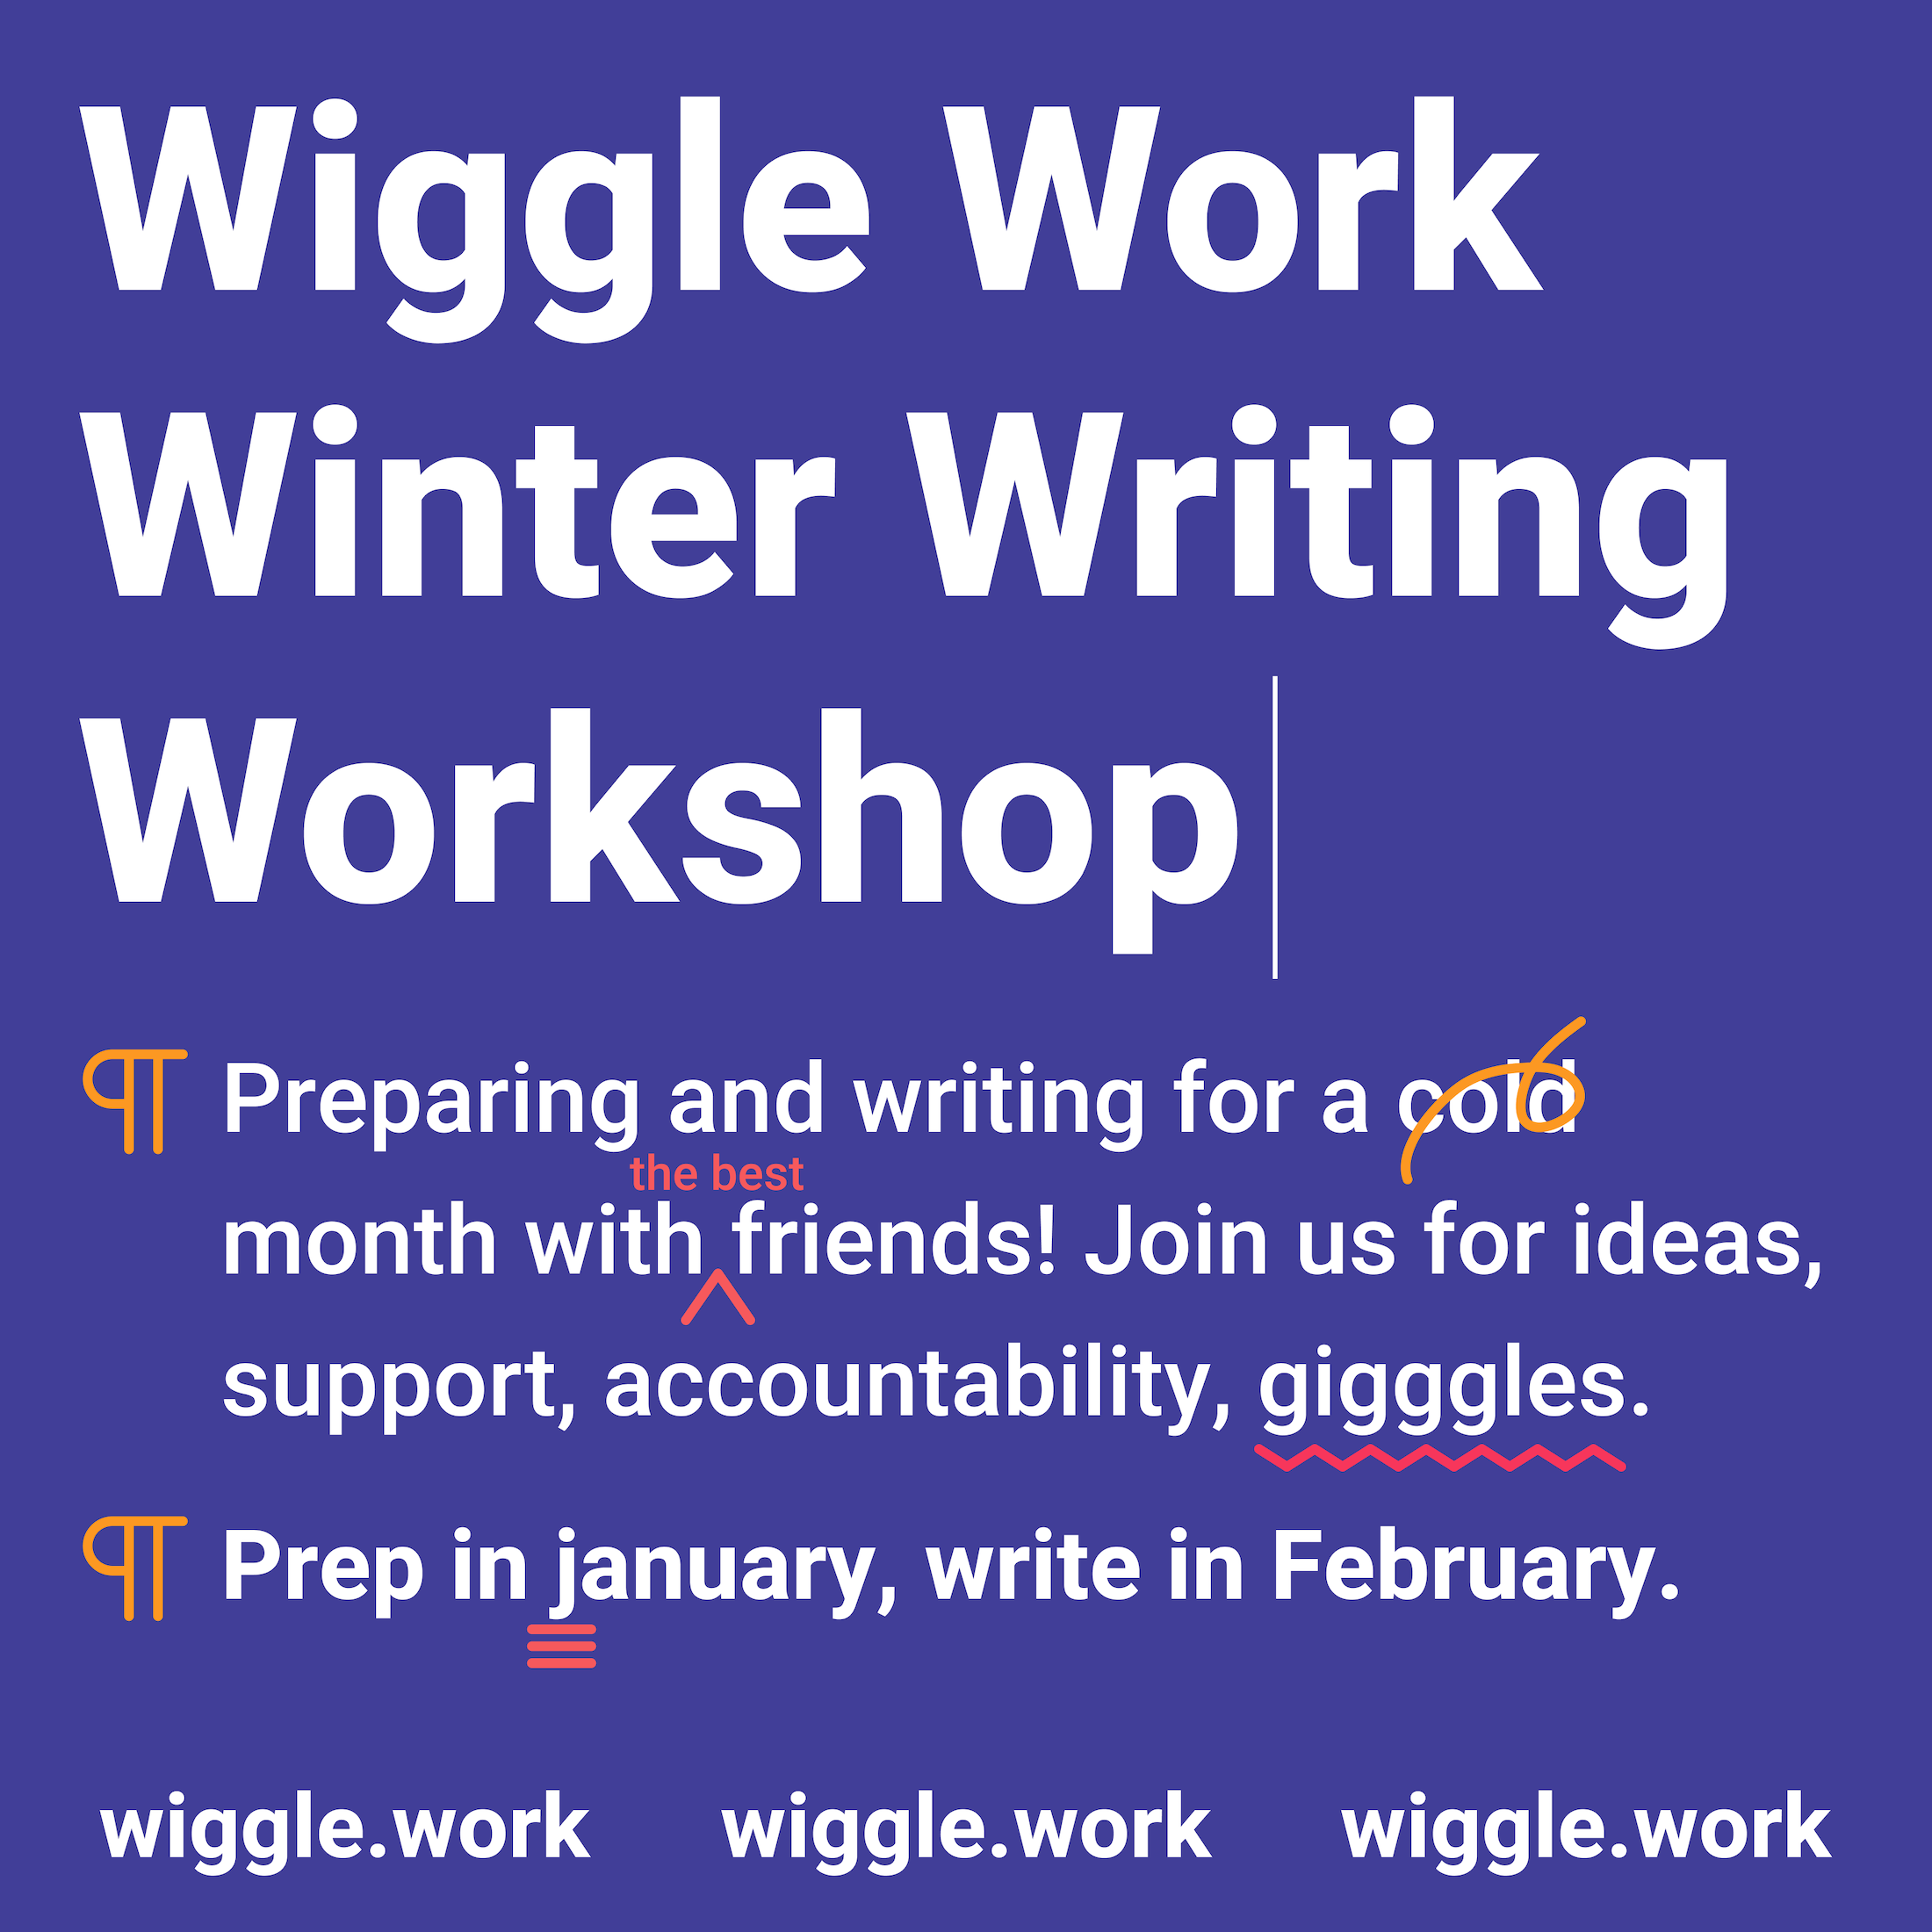 Wiggle Work
Winter Writing
Workshop
¶ Preparing and writing for a cold
the best
month with friends! Join us for ideas,
support, accountability, gigggles.
¶ Prep in january, write in February.
wiggle.work wiggle.work wiggle.work